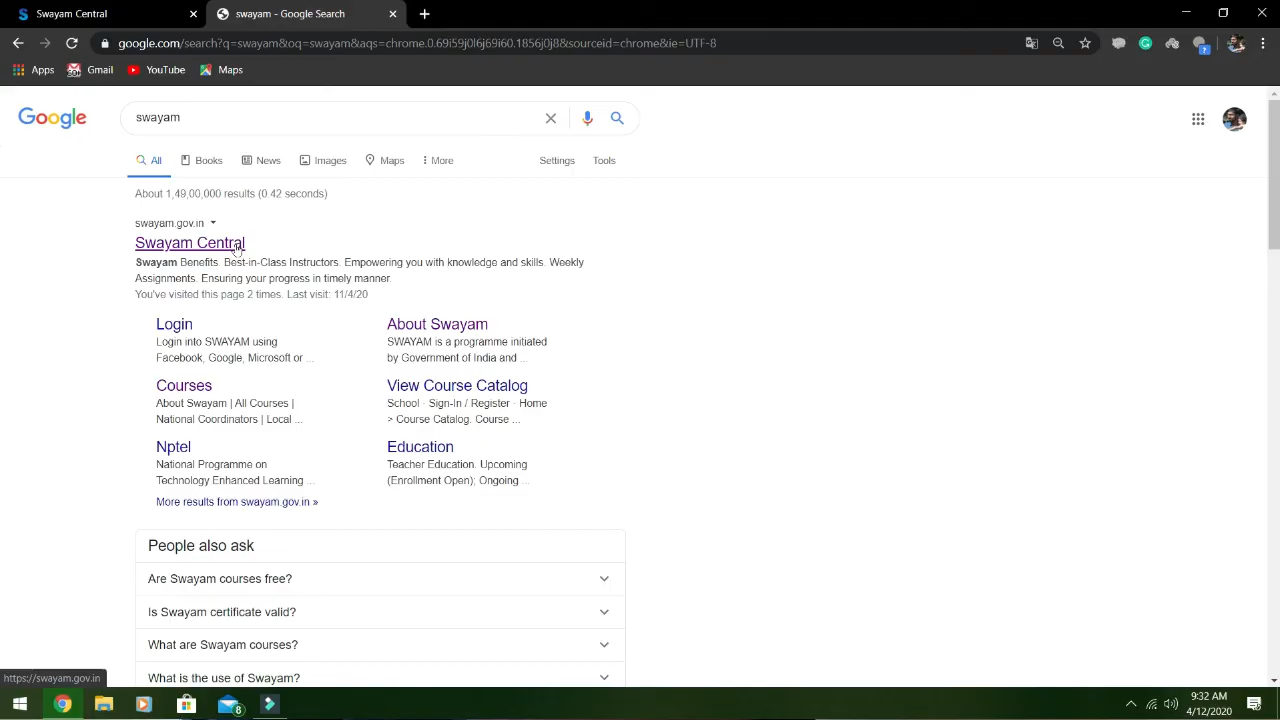 Swayam Central
swayam - Google Search
google.com/search?q=swayam&oq=swayam&aqs=chrome.0.69i59j0l6j69i60.1856j0j8&sourceid=chrome&ie=UTF-8
Apps Gmail YouTube Maps
Google swayam
All Books News Images Maps More Settings Tools
About 1,49,00,000 results (0.42 seconds)
swayam.gov.in
Swayam Central
Swayam Benefits. Best-in-Class Instructors. Empowering you with knowledge and skills. Weekly
Assignments. Ensuring your progress in timely manner.
You've visited this page 2 times. Last visit: 11/4/20
Login
Login into SWAYAM using
Facebook, Google, Microsoft or ...
About Swayam
SWAYAM is a programme initiated
by Government of India and ...
Courses
About Swayam | All Courses |
National Coordinators | Local ...
View Course Catalog
School · Sign-In / Register · Home
> Course Catalog. Course ...
Nptel
National Programme on
Technology Enhanced Learning ...
Education
Teacher Education. Upcoming
(Enrollment Open); Ongoing ...
More results from swayam.gov.in »
People also ask
Are Swayam courses free?
Is Swayam certificate valid?
What are Swayam courses?
What is the use of Swayam?
https://swayam.gov.in
8
9:32 AM
4/12/2020